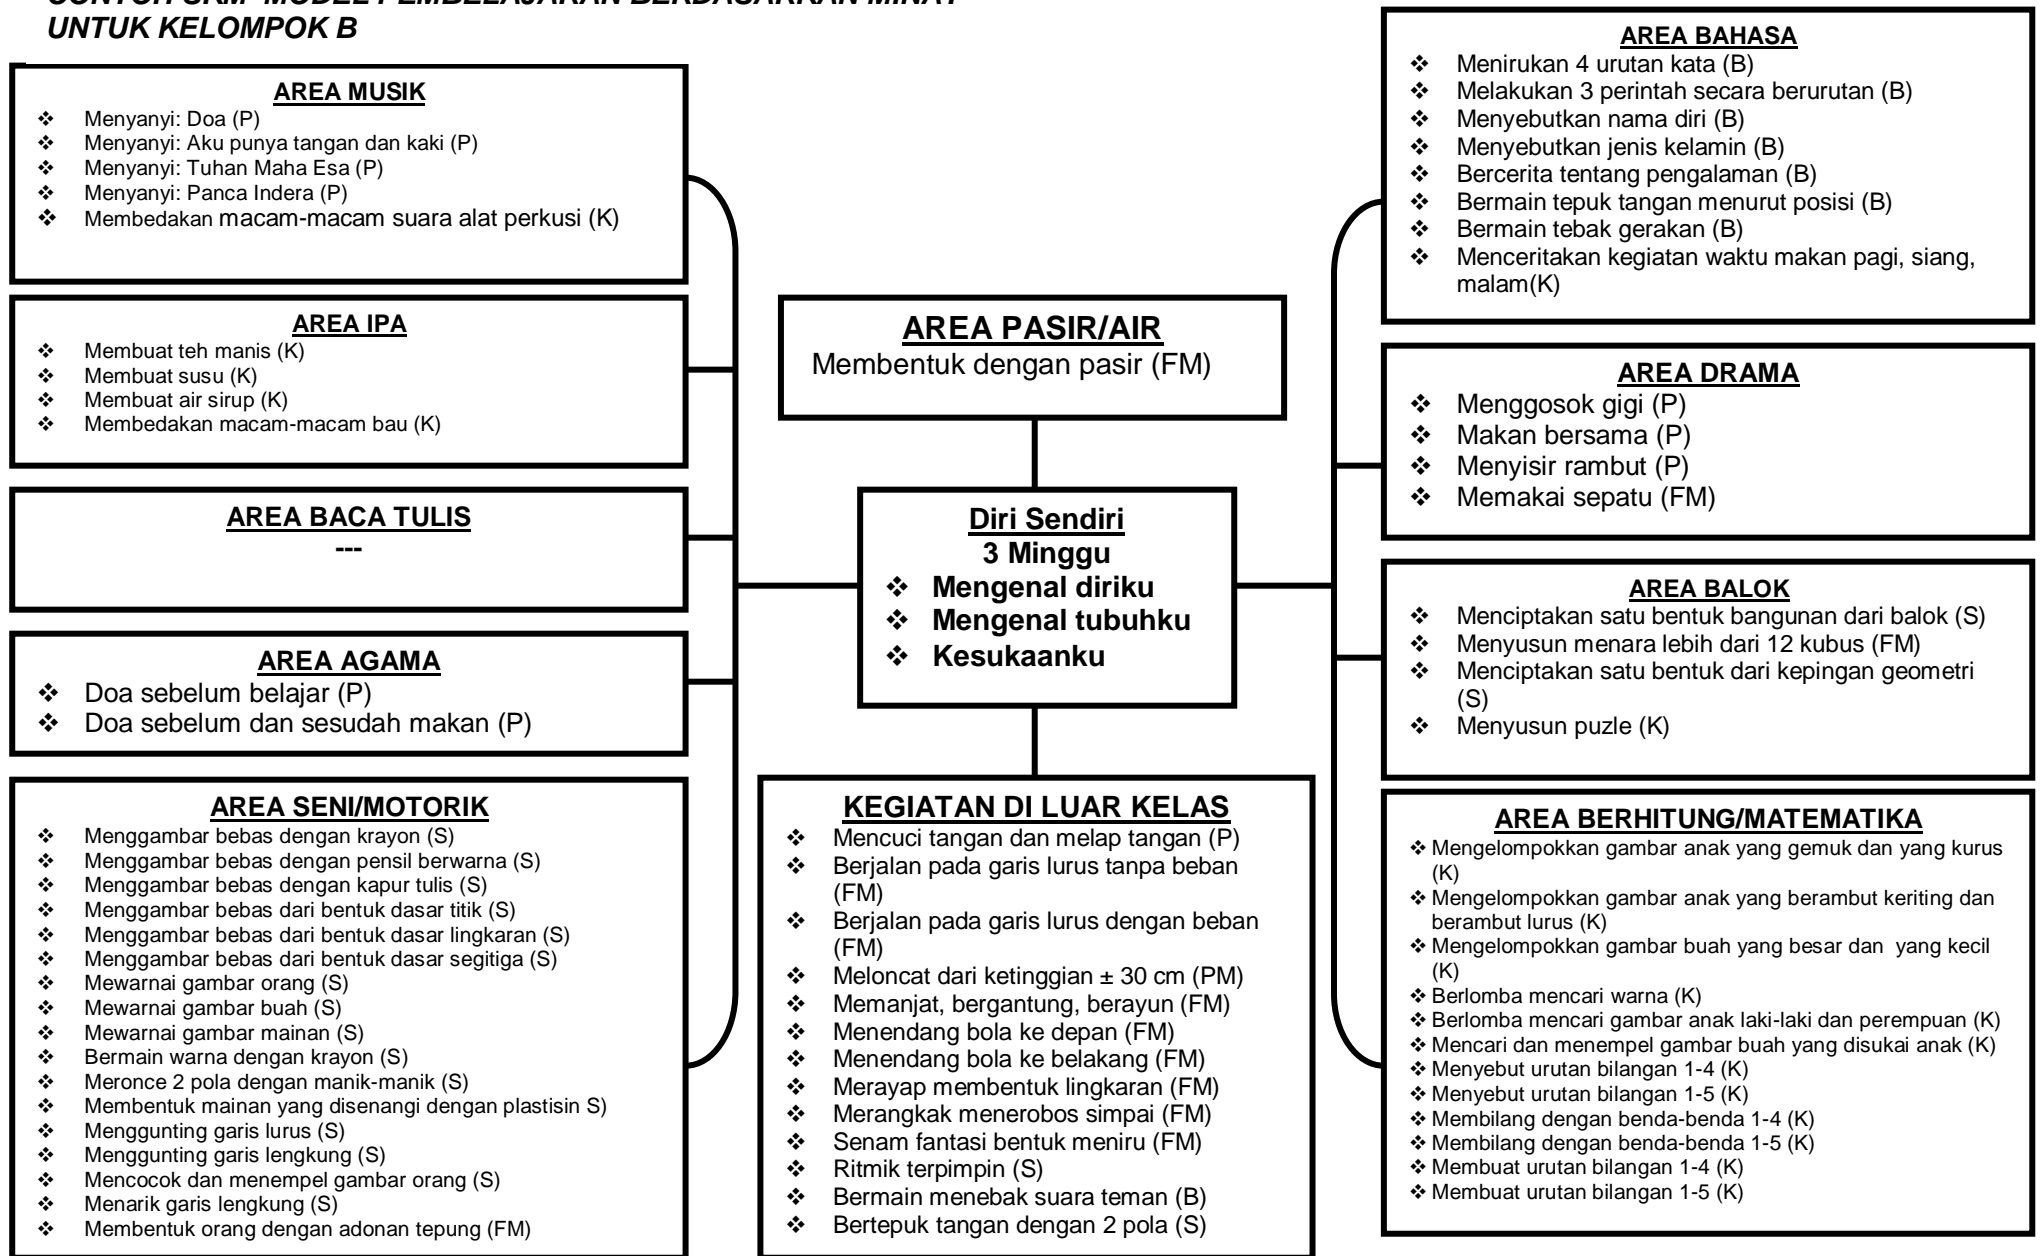 CONTOH SKM MODEL PEMBELAJARAN BERDASARKAN MINAT
UNTUK KELOMPOK B
AREA MUSIK
❖ Menyanyi: Doa (P)
❖ Menyanyi: Aku punya tangan dan kaki (P)
❖ Menyanyi: Tuhan Maha Esa (P)
❖ Menyanyi: Panca Indera (P)
❖ Membedakan macam-macam suara alat perkusi (K)
AREA IPA
❖ Membuat teh manis (K)
❖ Membuat susu (K)
❖ Membuat air sirup (K)
❖ Membedakan macam-macam bau (K)
AREA BACA TULIS
---
AREA AGAMA
❖ Doa sebelum belajar (P)
❖ Doa sebelum dan sesudah makan (P)
AREA SENI/MOTORIK
❖ Menggambar bebas dengan krayon (S)
❖ Menggambar bebas dengan pensil berwarna (S)
❖ Menggambar bebas dengan kapur tulis (S)
❖ Menggambar bebas dari bentuk dasar titik (S)
❖ Menggambar bebas dari bentuk dasar lingkaran (S)
❖ Menggambar bebas dari bentuk dasar segitiga (S)
❖ Mewarnai gambar orang (S)
❖ Mewarnai gambar buah (S)
❖ Mewarnai gambar mainan (S)
❖ Bermain warna dengan krayon (S)
❖ Meronce 2 pola dengan manik-manik (S)
❖ Membentuk mainan yang disenangi dengan plastisin S)
❖ Menggunting garis lurus (S)
❖ Menggunting garis lengkung (S)
❖ Mencocok dan menempel gambar orang (S)
❖ Menarik garis lengkung (S)
❖ Membentuk orang dengan adonan tepung (FM)
AREA PASIR/AIR
Membentuk dengan pasir (FM)
Diri Sendiri
3 Minggu
❖ Mengenal diriku
❖ Mengenal tubuhku
❖ Kesukaanku
KEGIATAN DI LUAR KELAS
❖ Mencuci tangan dan melap tangan (P)
❖ Berjalan pada garis lurus tanpa beban
(FM)
❖ Berjalan pada garis lurus dengan beban
(FM)
❖ Meloncat dari ketinggian ± 30 cm (PM)
❖ Memanjat, bergantung, berayun (FM)
❖ Menendang bola ke depan (FM)
❖ Menendang bola ke belakang (FM)
❖ Merayap membentuk lingkaran (FM)
❖ Merangkak menerobos simpai (FM)
❖ Senam fantasi bentuk meniru (FM)
❖ Ritmik terpimpin (S)
❖ Bermain menebak suara teman (B)
❖ Bertepuk tangan dengan 2 pola (S)
AREA BAHASA
❖ Menirukan 4 urutan kata (B)
❖ Melakukan 3 perintah secara berurutan (B)
❖ Menyebutkan nama diri (B)
❖ Menyebutkan jenis kelamin (B)
❖ Bercerita tentang pengalaman (B)
❖ Bermain tepuk tangan menurut posisi (B)
❖ Bermain tebak gerakan (B)
❖ Menceritakan kegiatan waktu makan pagi, siang,
malam(K)
AREA DRAMA
❖ Menggosok gigi (P)
❖ Makan bersama (P)
❖ Menyisir rambut (P)
❖ Memakai sepatu (FM)
AREA BALOK
❖ Menciptakan satu bentuk bangunan dari balok (S)
❖ Menyusun menara lebih dari 12 kubus (FM)
❖ Menciptakan satu bentuk dari kepingan geometri
(S)
❖ Menyusun puzle (K)
AREA BERHITUNG/MATEMATIKA
❖ Mengelompokkan gambar anak yang gemuk dan yang kurus
(K)
❖ Mengelompokkan gambar anak yang berambut keriting dan
berambut lurus (K)
❖ Mengelompokkan gambar buah yang besar dan yang kecil
(K)
❖ Berlomba mencari warna (K)
❖ Berlomba mencari gambar anak laki-laki dan perempuan (K)
❖ Mencari dan menempel gambar buah yang disukai anak (K)
❖ Menyebut urutan bilangan 1-4 (K)
❖ Menyebut urutan bilangan 1-5 (K)
❖ Membilang dengan benda-benda 1-4 (K)
❖ Membilang dengan benda-benda 1-5 (K)
❖ Membuat urutan bilangan 1-4 (K)
❖ Membuat urutan bilangan 1-5 (K)